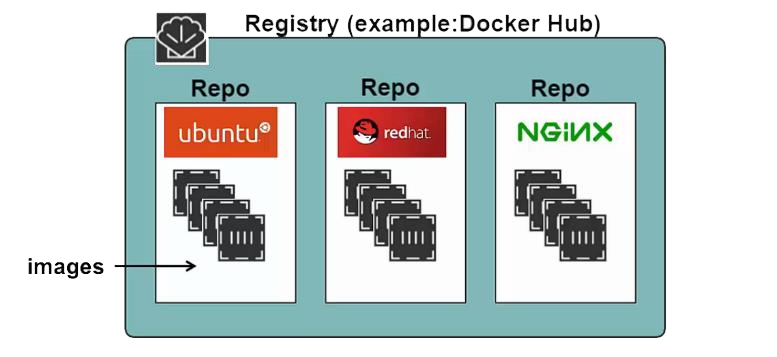 Registry (example:Docker Hub)
Repo
Repo
Repo
ubuntu
redhat.
NGiNX
images